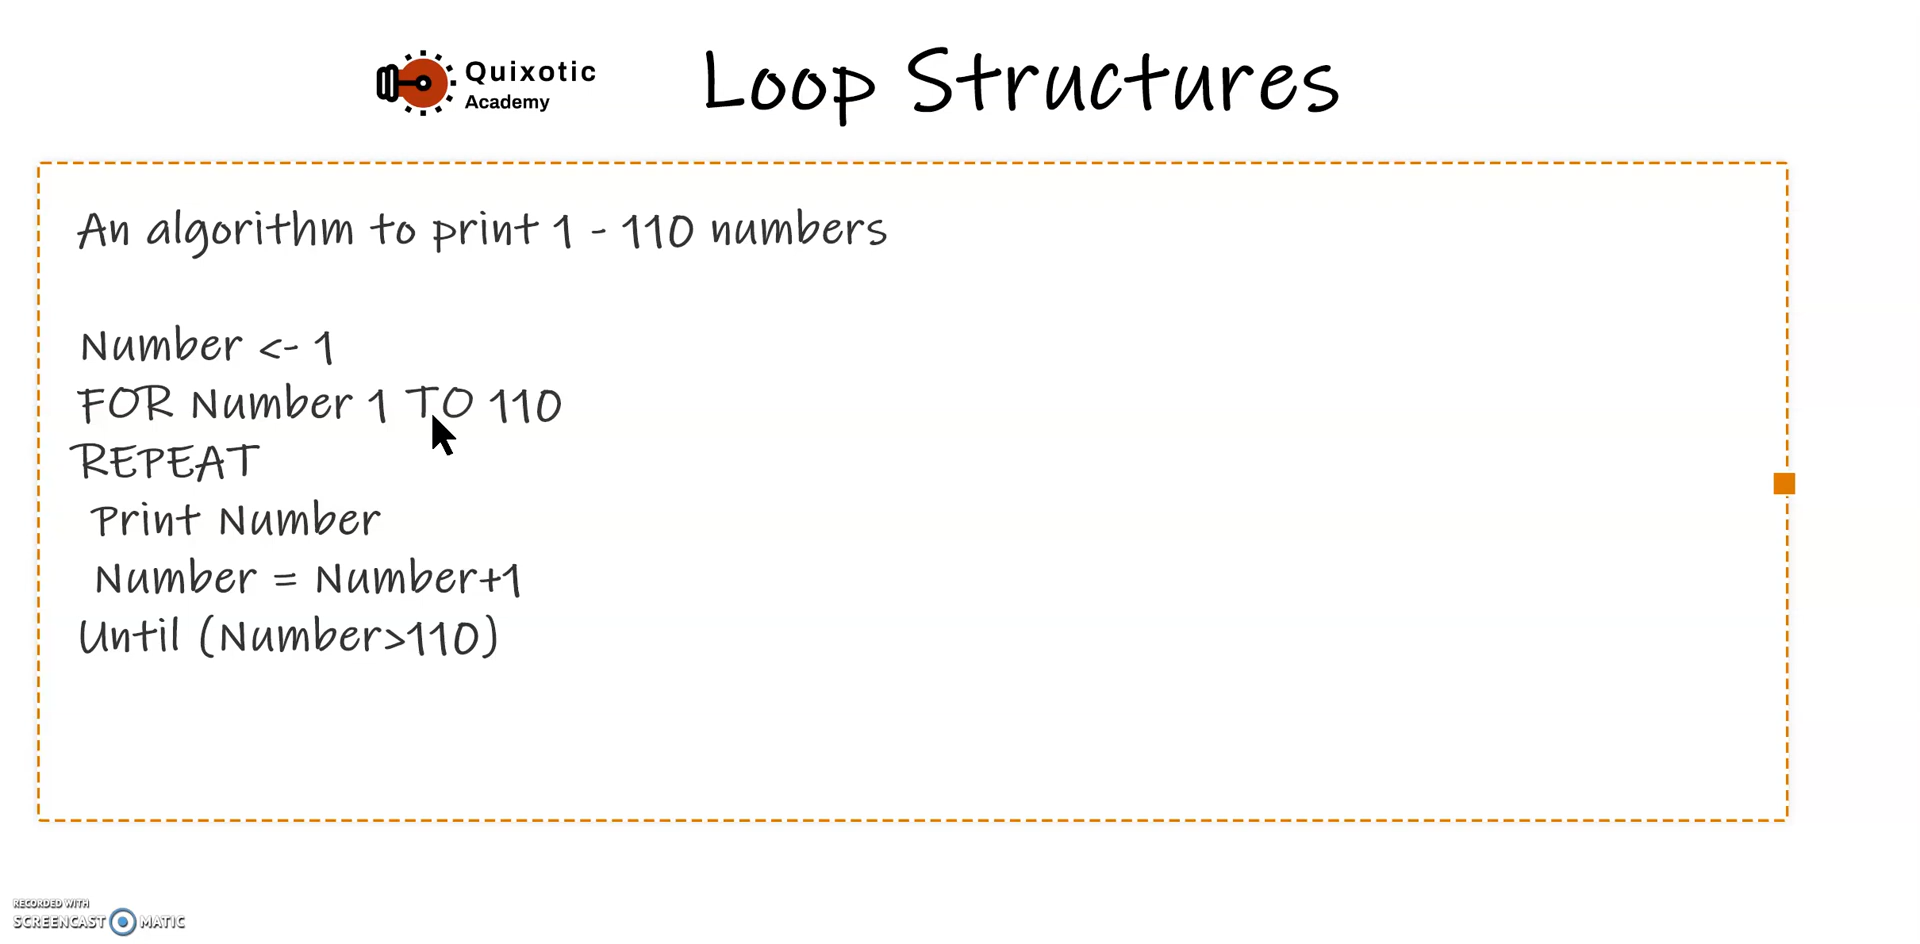 Quixotic
Academy
Loop Structures
An algorithm to print 1 - 110 numbers
Number <- 1
FOR Number 1 TO 110
REPEAT
Print Number
Number = Number+1
Until (Number>110)
RECORDED WITH
SCREENCAST MATIC